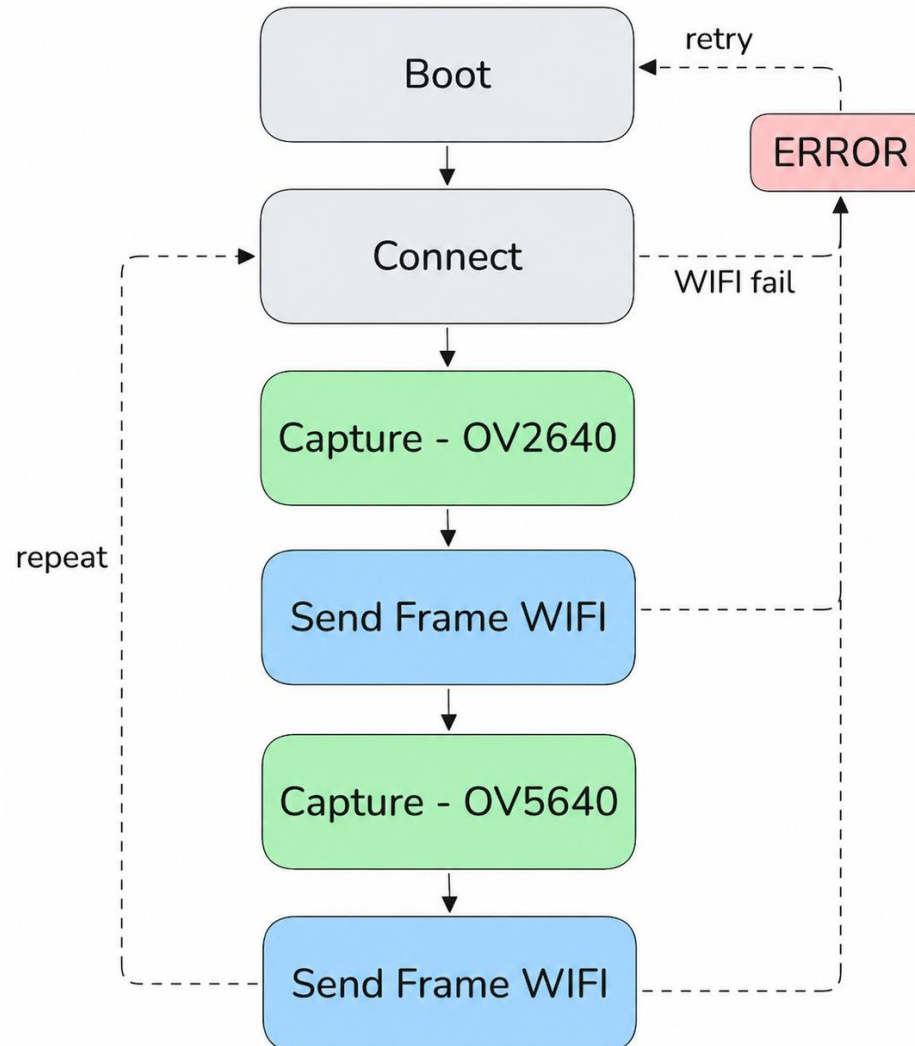 retry
Boot
ERROR
Connect
WIFI fail
Capture - OV2640
repeat
Send Frame WIFI
Capture - OV5640
Send Frame WIFI